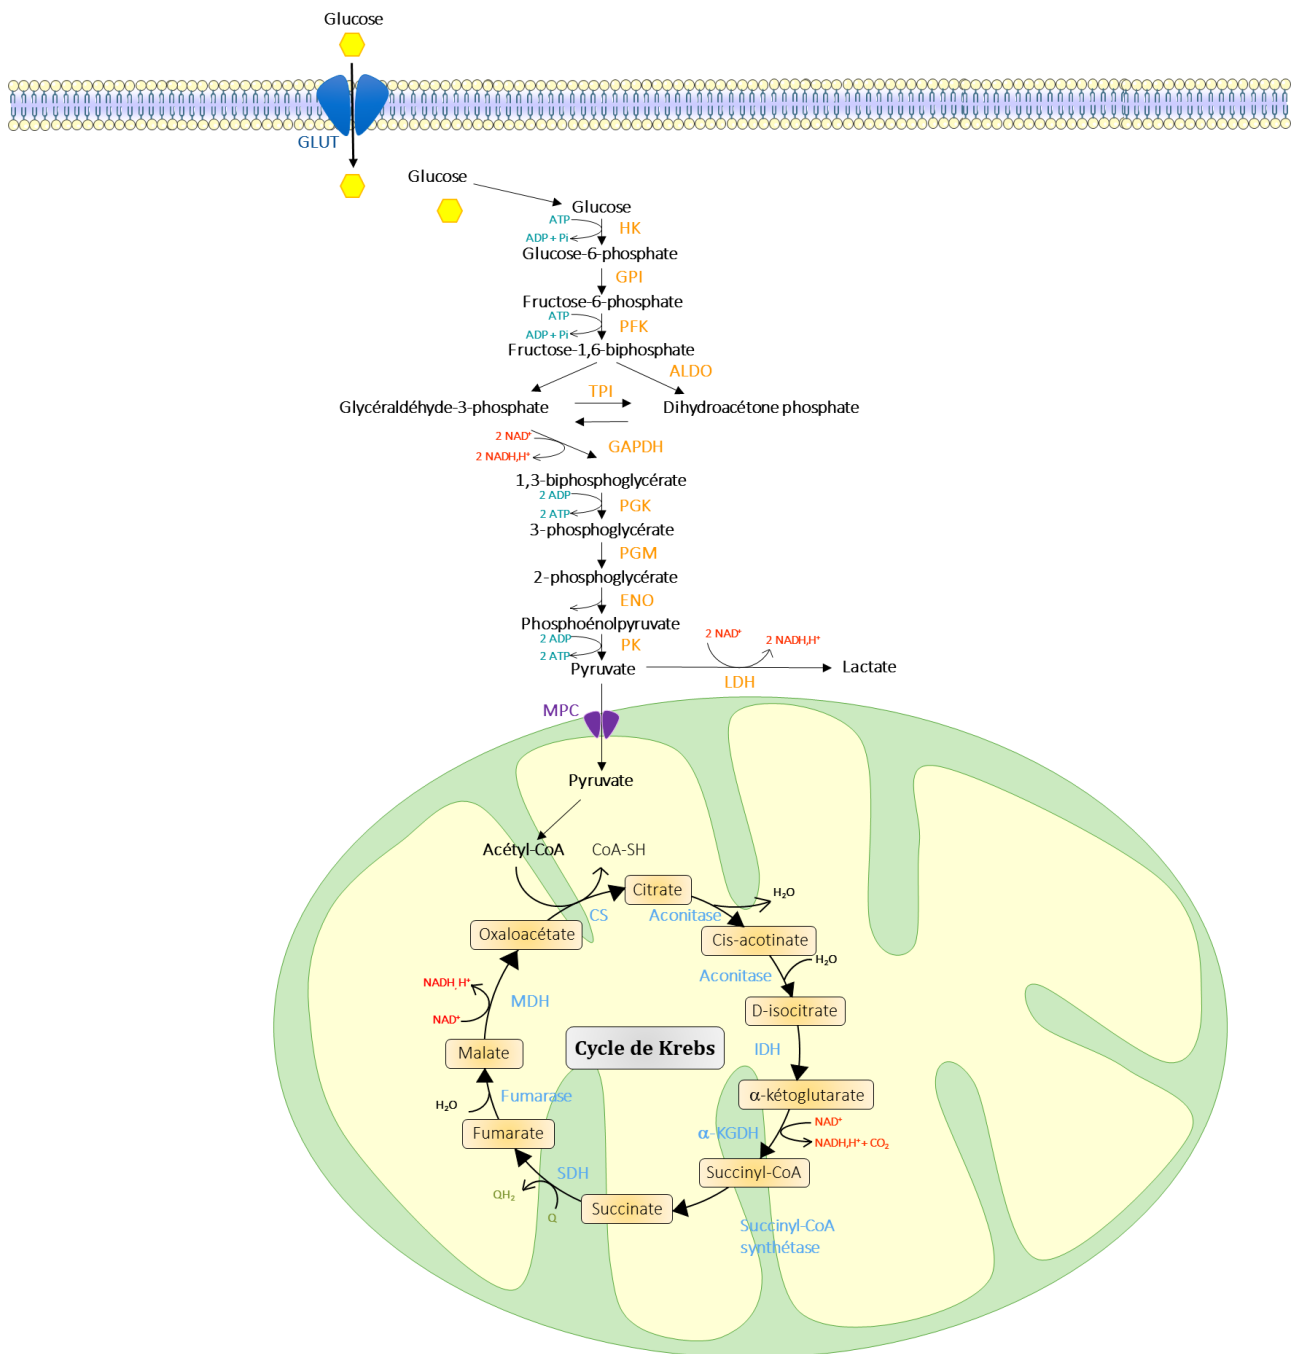 Glucose
GLUT
Glucose
Glucose
ATP
HK
ADP + Pi
Glucose-6-phosphate
GPI
Fructose-6-phosphate
ATP
PFK
ADP + Pi
Fructose-1,6-biphosphate
ALDO
TPI
Glycéraldéhyde-3-phosphate
Dihydroacétone phosphate
2 NAD⁺
GAPDH
2 NADH,H⁺
1,3-biphosphoglycérate
2 ADP
PGK
2 ATP
3-phosphoglycérate
PGM
2-phosphoglycérate
ENO
Phosphoénolpyruvate
2 ADP
PK
2 ATP
2 NAD⁺
2 NADH,H⁺
Pyruvate
Lactate
LDH
MPC
Pyruvate
Acétyl-CoA
CoA-SH
Citrate
H₂O
CS
Aconitase
Oxaloacétate
Cis-acotinate
H₂O
Aconitase
NADH, H⁺
MDH
D-isocitrate
NAD⁺
Cycle de Krebs
IDH
Malate
α-kétoglutarate
Fumarase
H₂O
NAD⁺
α-KGDH
NADH,H⁺ + CO₂
Fumarate
SDH
Succinyl-CoA
QH₂
Q
Succinate
Succinyl-CoA
synthétase